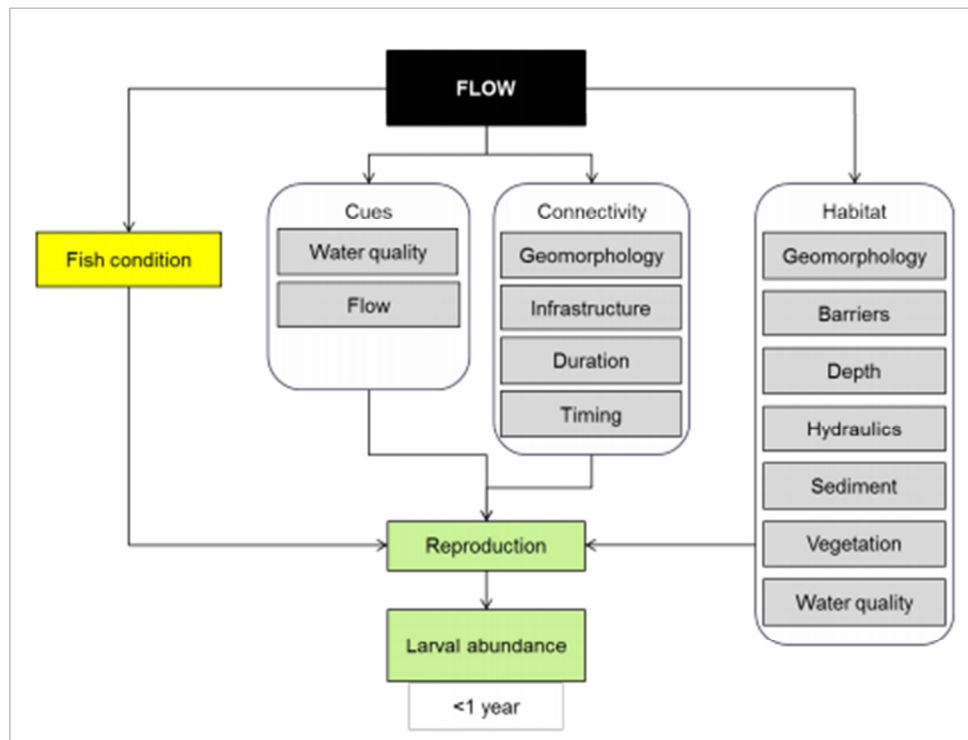 FLOW
Cues
Water quality
Flow
Connectivity
Geomorphology
Infrastructure
Duration
Timing
Habitat
Geomorphology
Barriers
Depth
Hydraulics
Sediment
Vegetation
Water quality
Fish condition
Reproduction
Larval abundance
<1 year